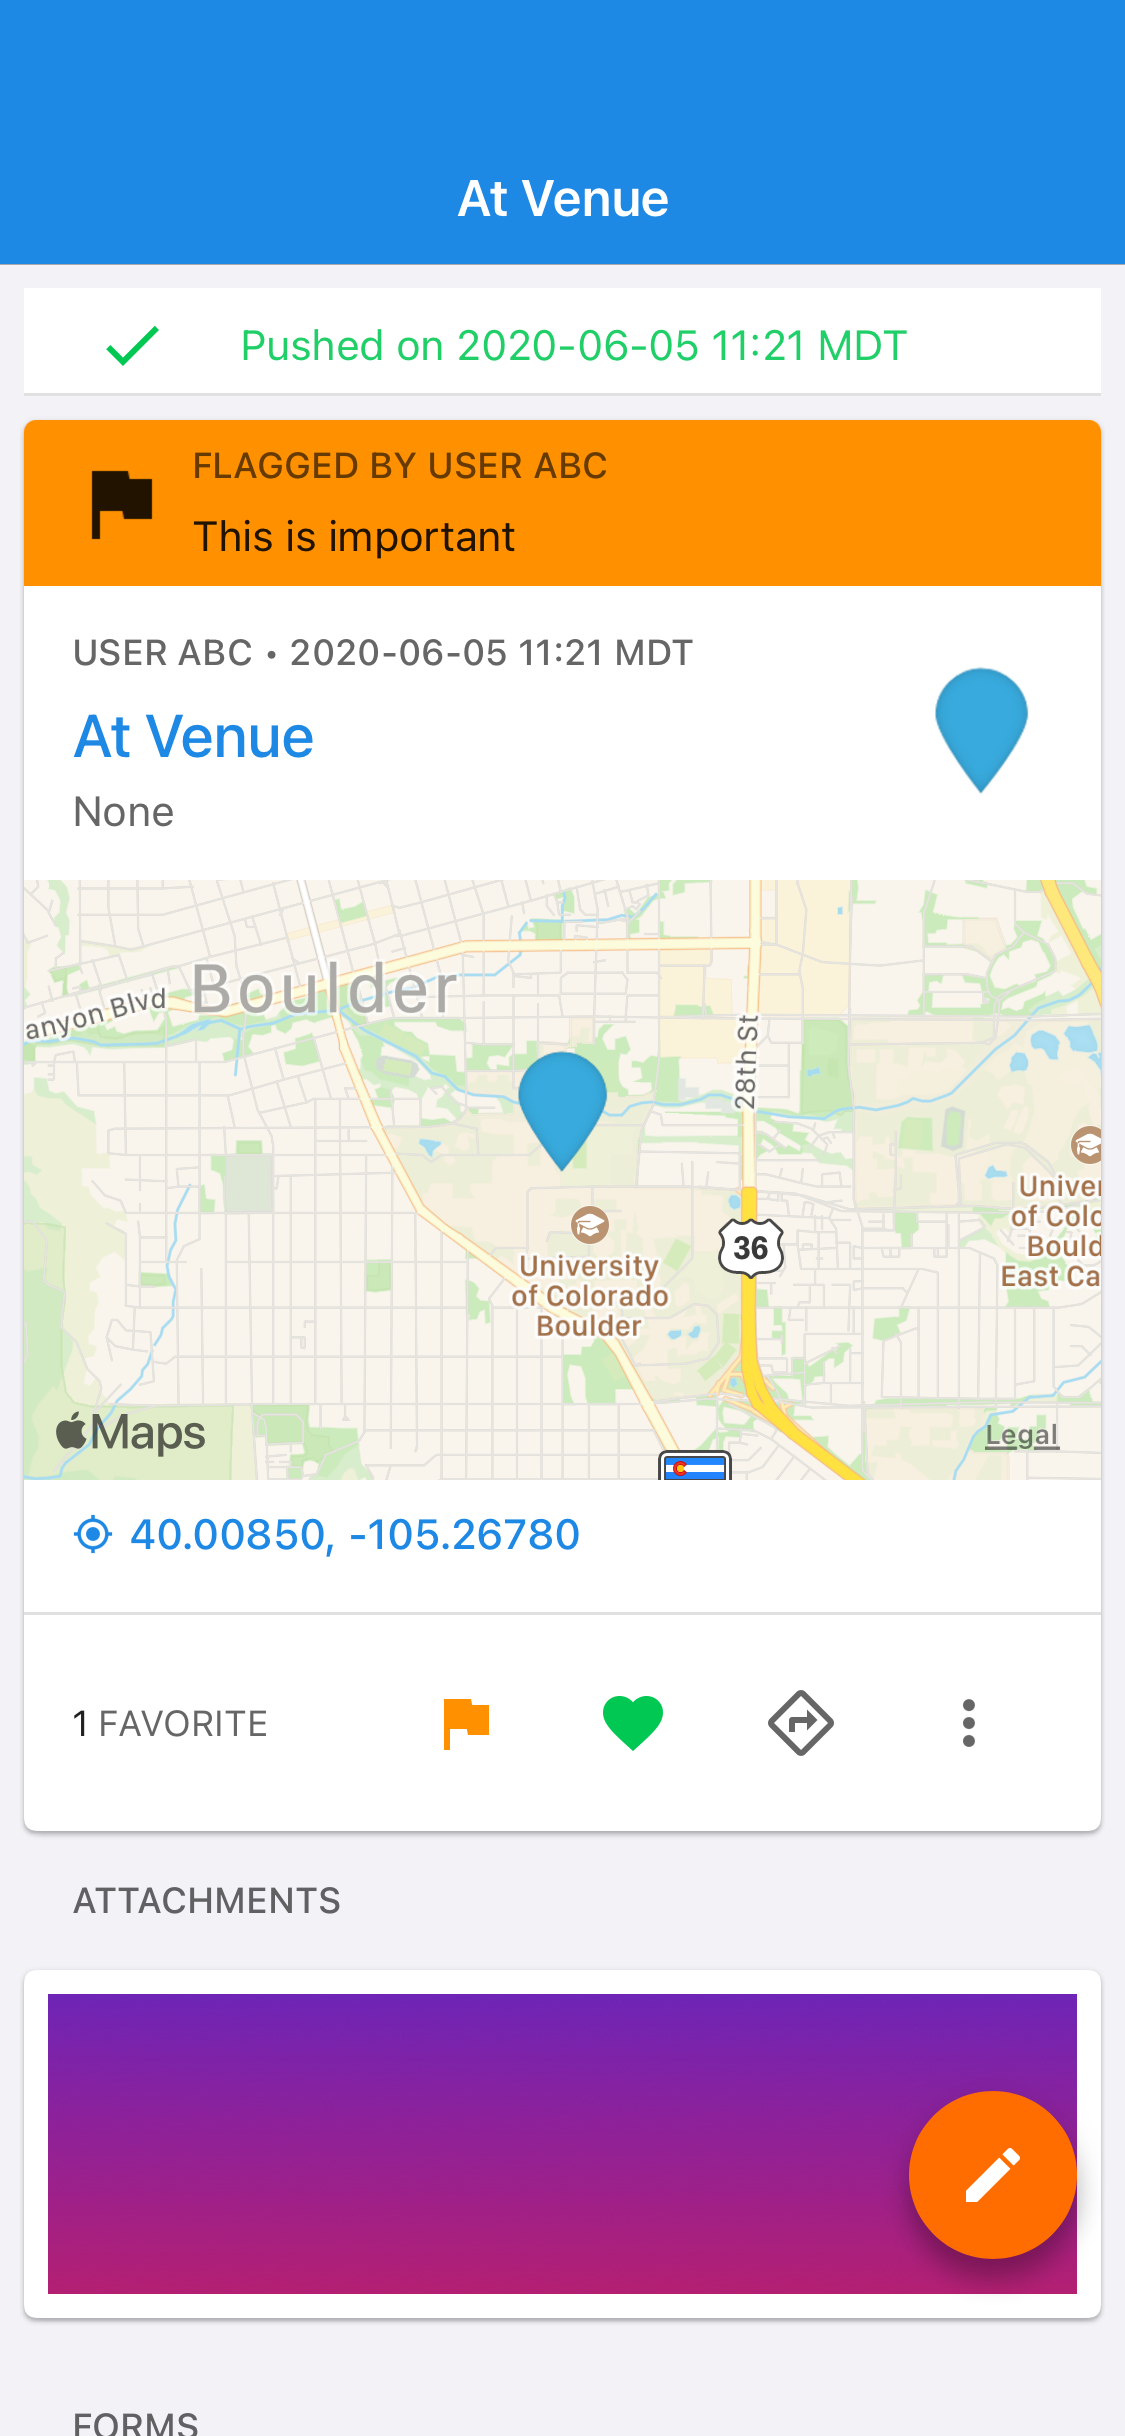 At Venue
Pushed on 2020-06-05 11:21 MDT
FLAGGED BY USER ABC
This is important
USER ABC • 2020-06-05 11:21 MDT
At Venue
None
anyon Blvd
Boulder
28th St
36
University
of Colorado
Boulder
Univer
of Colo
Bould
East Ca
Maps
Legal
40.00850, -105.26780
1 FAVORITE
ATTACHMENTS
FORMS